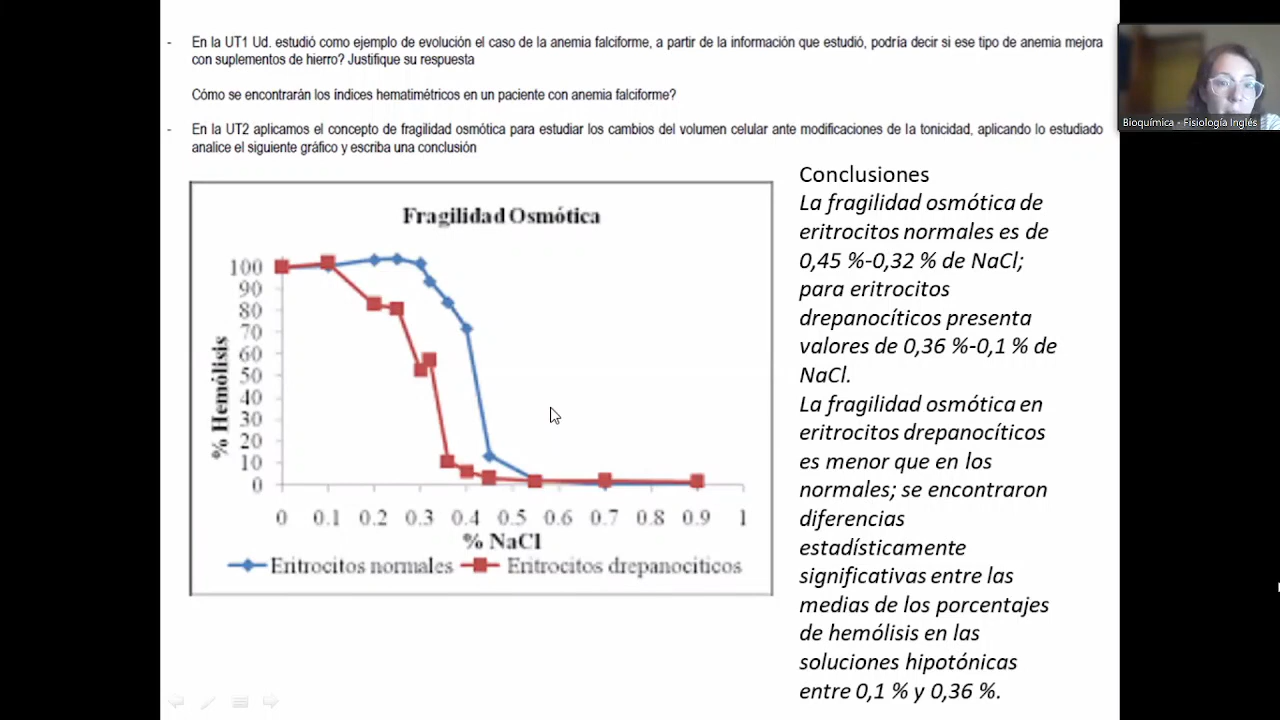 - En la UT1 Ud. estudió como ejemplo de evolución el caso de la anemia falciforme, a partir de la información que estudió, podría decir si ese tipo de anemia mejora
con suplementos de hierro? Justifique su respuesta
Cómo se encontrarán los índices hematimétricos en un paciente con anemia falciforme?
- En la UT2 aplicamos el concepto de fragilidad osmótica para estudiar los cambios del volumen celular ante modificaciones de la tonicidad, aplicando lo estudiado
analice el siguiente gráfico y escriba una conclusión
Bioquímica - Fisiología Inglés
Fragilidad Osmótica
% Hemólisis
100
90
80
70
60
50
40
30
20
10
0
0 0.1 0.2 0.3 0.4 0.5 0.6 0.7 0.8 0.9 1
% NaCl
Eritrocitos normales Eritrocitos drepanocíticos
Conclusiones
La fragilidad osmótica de
eritrocitos normales es de
0,45 %-0,32 % de NaCl;
para eritrocitos
drepanocíticos presenta
valores de 0,36 %-0,1 % de
NaCl.
La fragilidad osmótica en
eritrocitos drepanocíticos
es menor que en los
normales; se encontraron
diferencias
estadísticamente
significativas entre las
medias de los porcentajes
de hemólisis en las
soluciones hipotónicas
entre 0,1 % y 0,36 %.